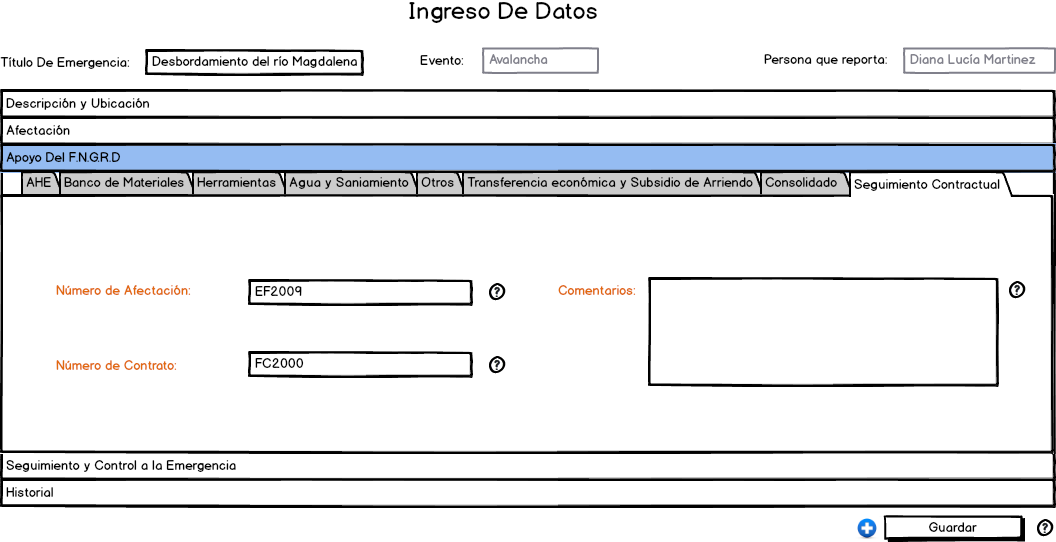 Ingreso De Datos
Título De Emergencia: Desbordamiento del río Magdalena Evento: Avalancha Persona que reporta: Diana Lucía Martinez
Descripción y Ubicación
Afectación
Apoyo Del F.N.G.R.D
AHE Banco de Materiales Herramientas Agua y Saniamiento Otros Transferencia económica y Subsidio de Arriendo Consolidado Seguimiento Contractual
Número de Afectación: EF2009 ? Comentarios: ?
Número de Contrato: FC2000 ?
Seguimiento y Control a la Emergencia
Historial
Guardar ?